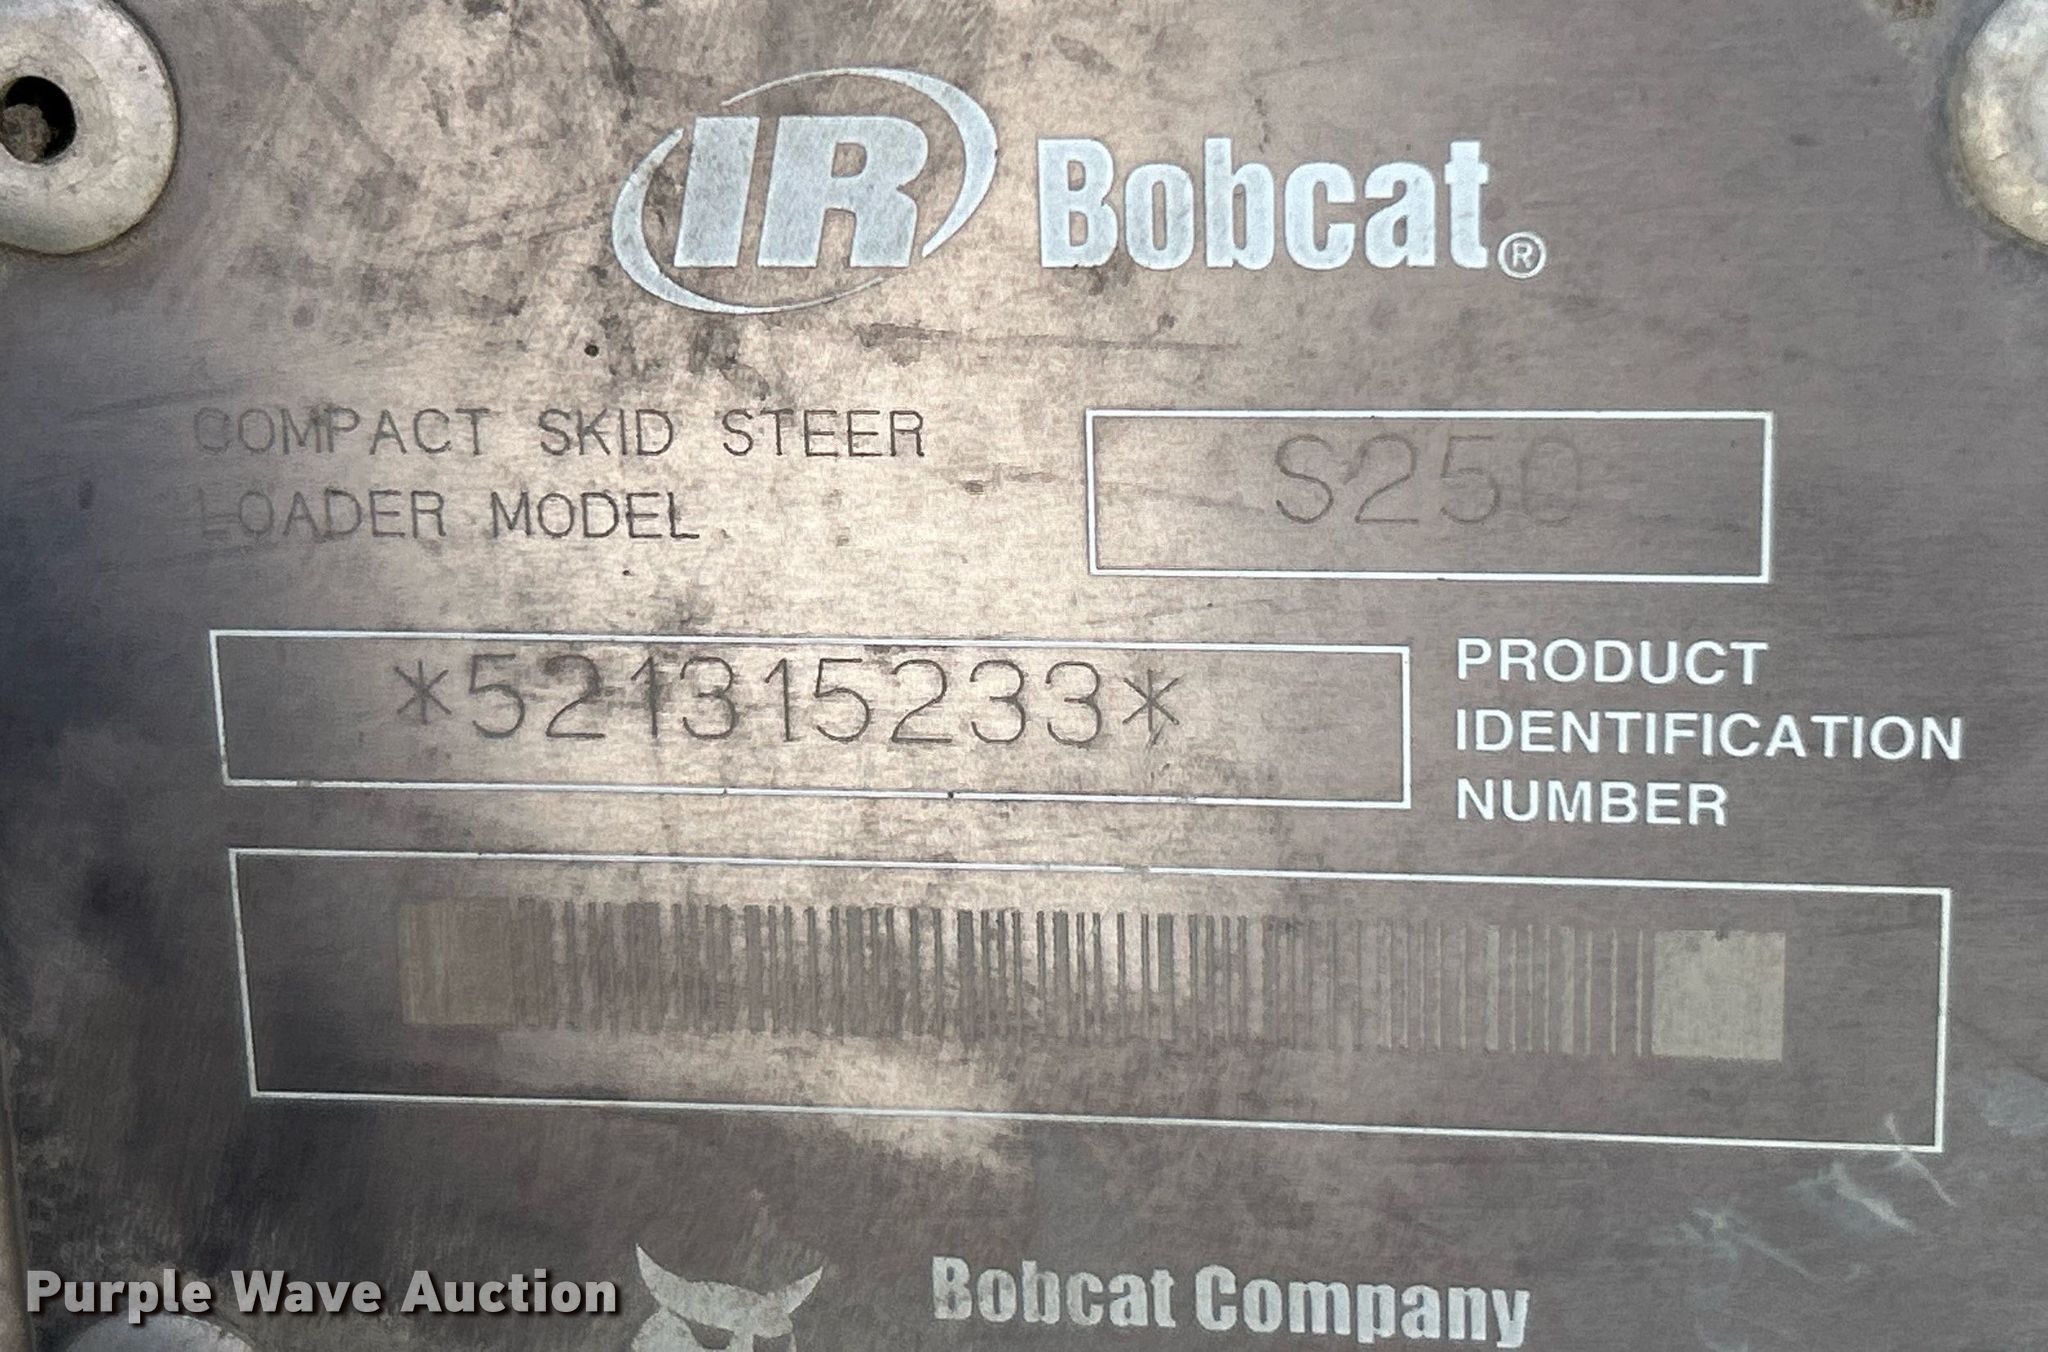 IR Bobcat®
COMPACT SKID STEER
LOADER MODEL
S250
*521315233*
PRODUCT
IDENTIFICATION
NUMBER
Bobcat Company
Purple Wave Auction